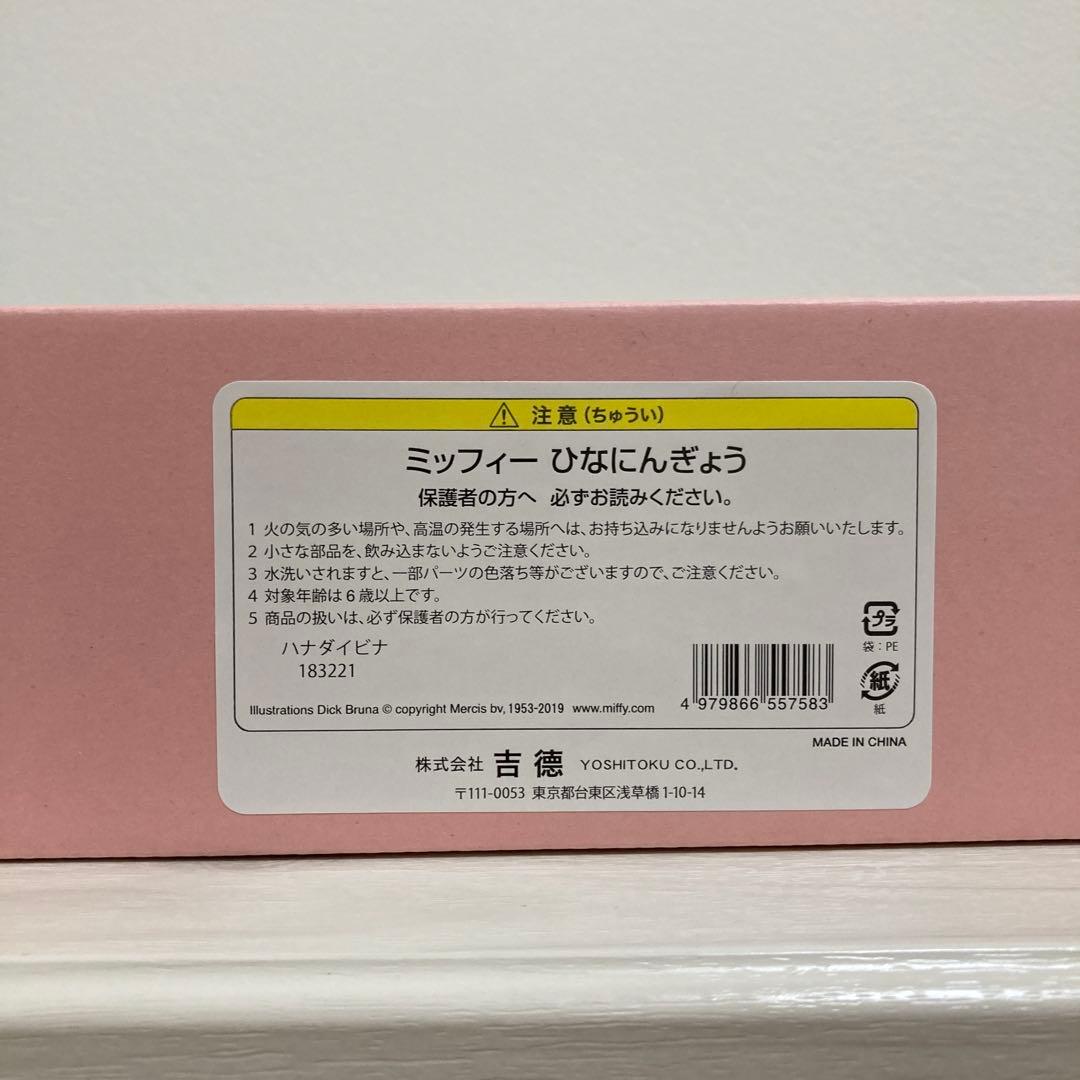 ⚠ 注意(ちゅうい)
ミッフィー ひなにんぎょう
保護者の方へ 必ずお読みください。
1 火の気の多い場所や、高温の発生する場所へは、お持ち込みになりませんようお願いいたします。
2 小さな部品を、飲み込まないようご注意ください。
3 水洗いされますと、一部パーツの色落ち等がございますので、ご注意ください。
4 対象年齢は6歳以上です。
5 商品の扱いは、必ず保護者の方が行ってください。
ハナダイビナ
183221
プラ
袋:PE
紙
紙
4 979866 557583
Illustrations Dick Bruna © copyright Mercis bv, 1953-2019 www.miffy.com
MADE IN CHINA
株式会社 吉德 YOSHITOKU CO.,LTD.
〒111-0053 東京都台東区浅草橋1-10-14